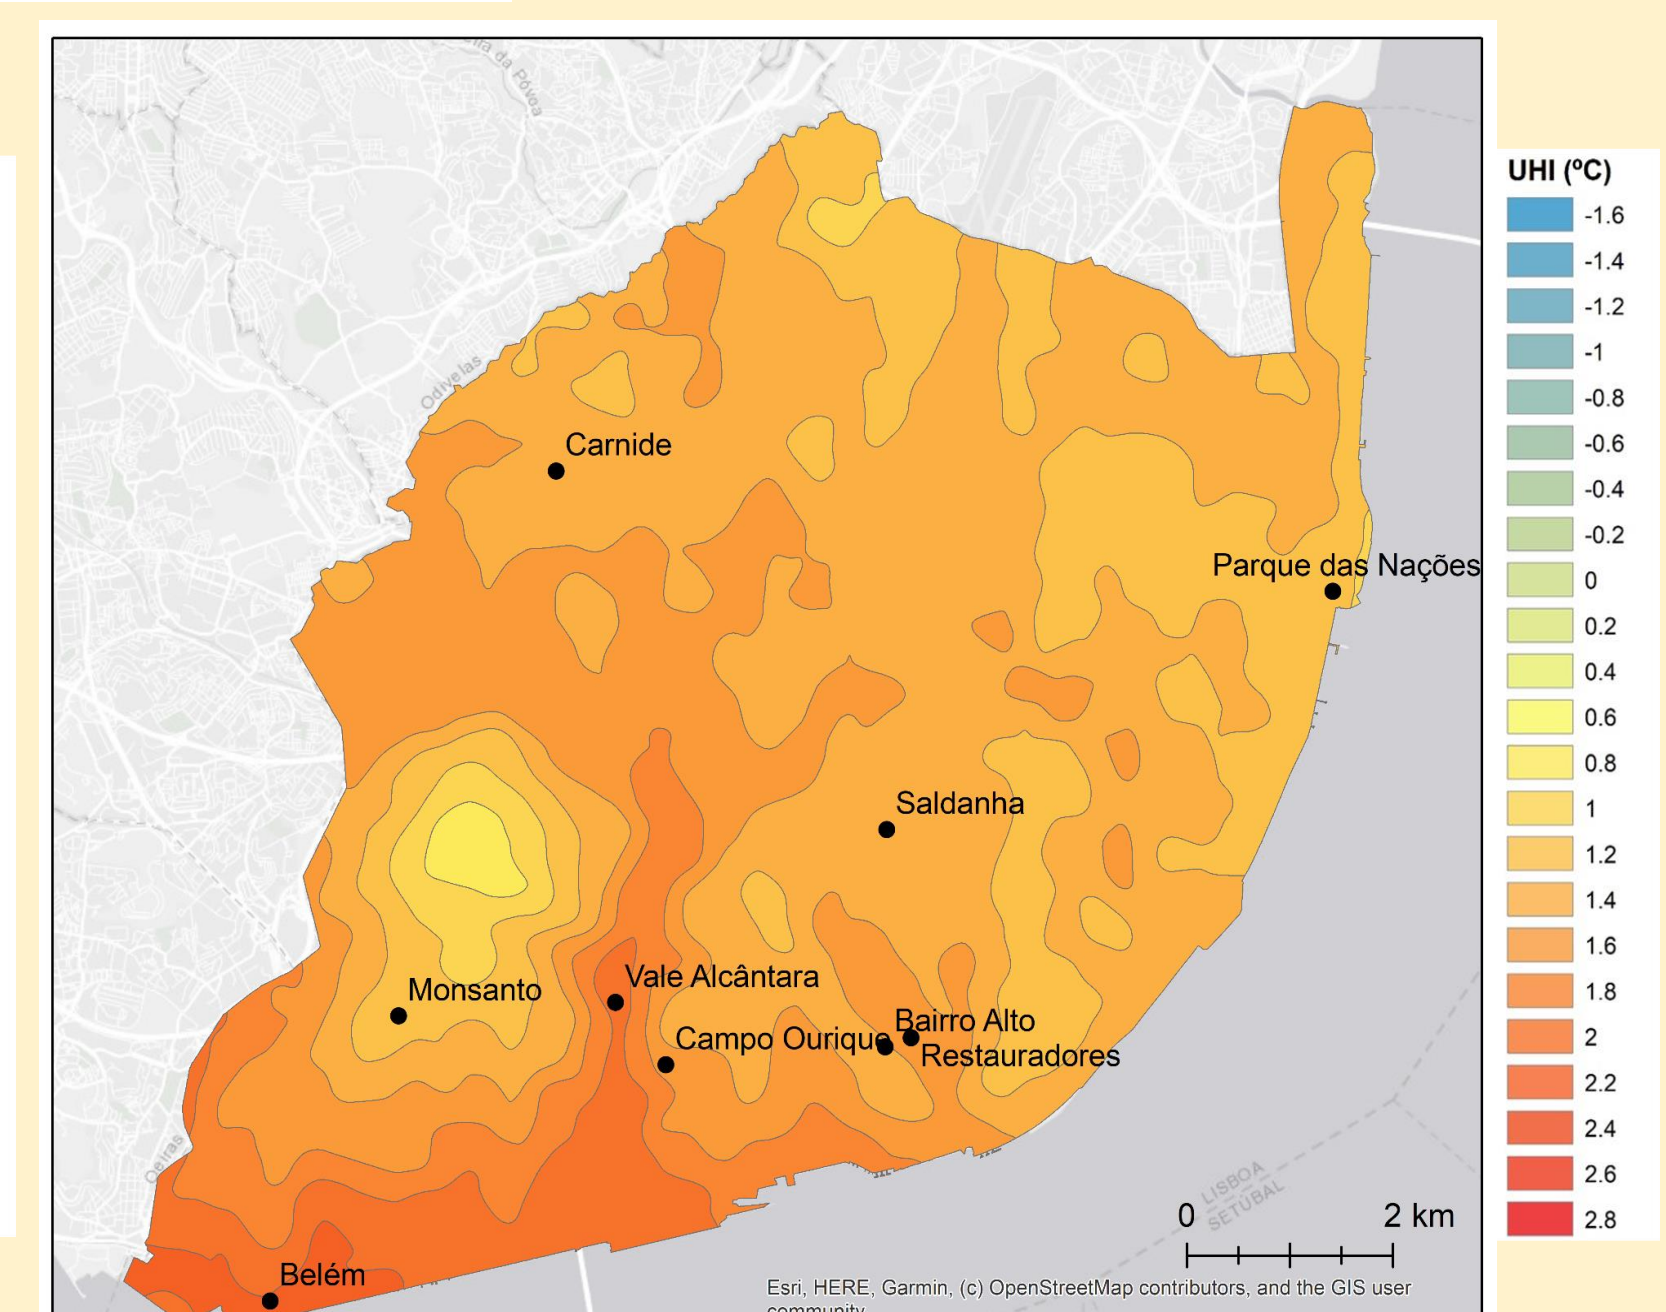 ira da Póvoa
Odivelas
Carnide
Parque das Nações
Saldanha
Monsanto
Vale Alcântara
Campo Ourique
Bairro Alto
Restauradores
Oeiras
Belém
LISBOA
SETÚBAL
0 2 km
Esri, HERE, Garmin, (c) OpenStreetMap contributors, and the GIS user
community
UHI (ºC)
-1.6
-1.4
-1.2
-1
-0.8
-0.6
-0.4
-0.2
0
0.2
0.4
0.6
0.8
1
1.2
1.4
1.6
1.8
2
2.2
2.4
2.6
2.8